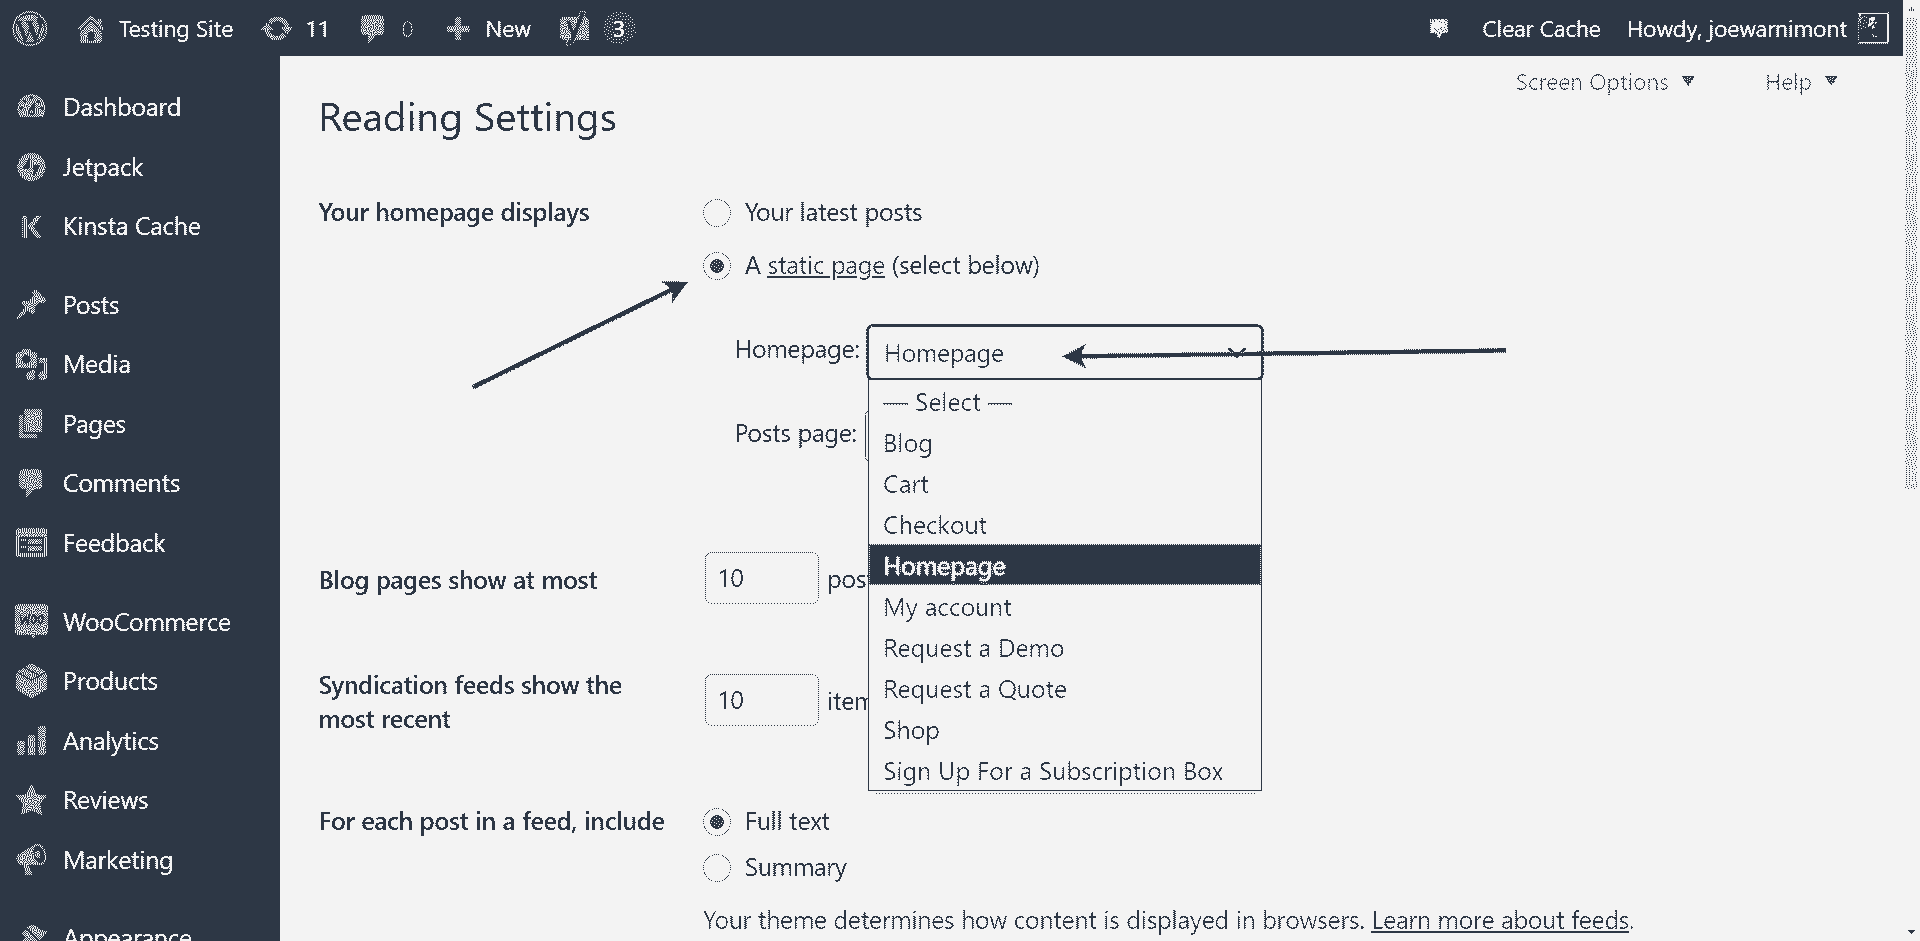 Testing Site 11 0 New 3 Clear Cache Howdy, joewarnimont
Screen Options Help
Dashboard
Jetpack
Kinsta Cache
Posts
Media
Pages
Comments
Feedback
WooCommerce
Products
Analytics
Reviews
Marketing
Appearance
Reading Settings
Your homepage displays
Your latest posts
A static page (select below)
Homepage: Homepage
— Select —
Blog
Cart
Checkout
Homepage
My account
Request a Demo
Request a Quote
Shop
Sign Up For a Subscription Box
Posts page:
Blog pages show at most 10 pos
Syndication feeds show the
most recent
10 item
For each post in a feed, include
Full text
Summary
Your theme determines how content is displayed in browsers. Learn more about feeds.